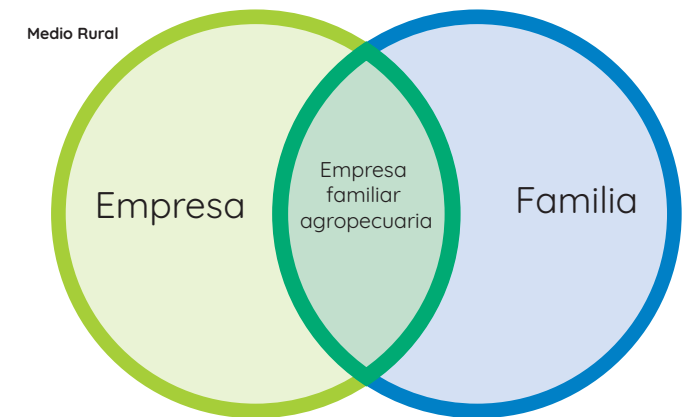 Medio Rural
Empresa
Empresa
familiar
agropecuaria
Familia